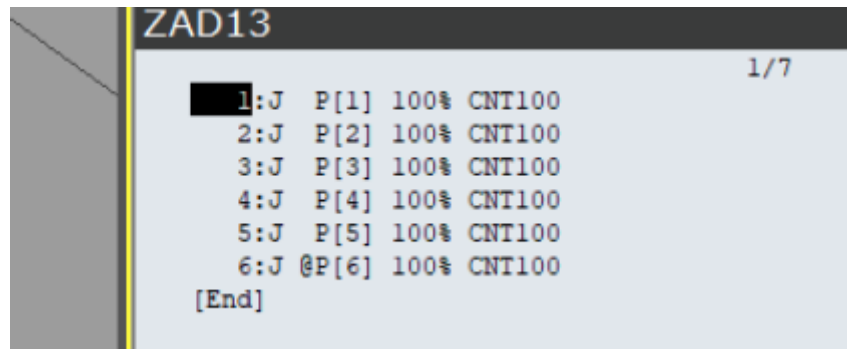 ZAD13
1/7
1:J P[1] 100% CNT100
2:J P[2] 100% CNT100
3:J P[3] 100% CNT100
4:J P[4] 100% CNT100
5:J P[5] 100% CNT100
6:J @P[6] 100% CNT100
[End]